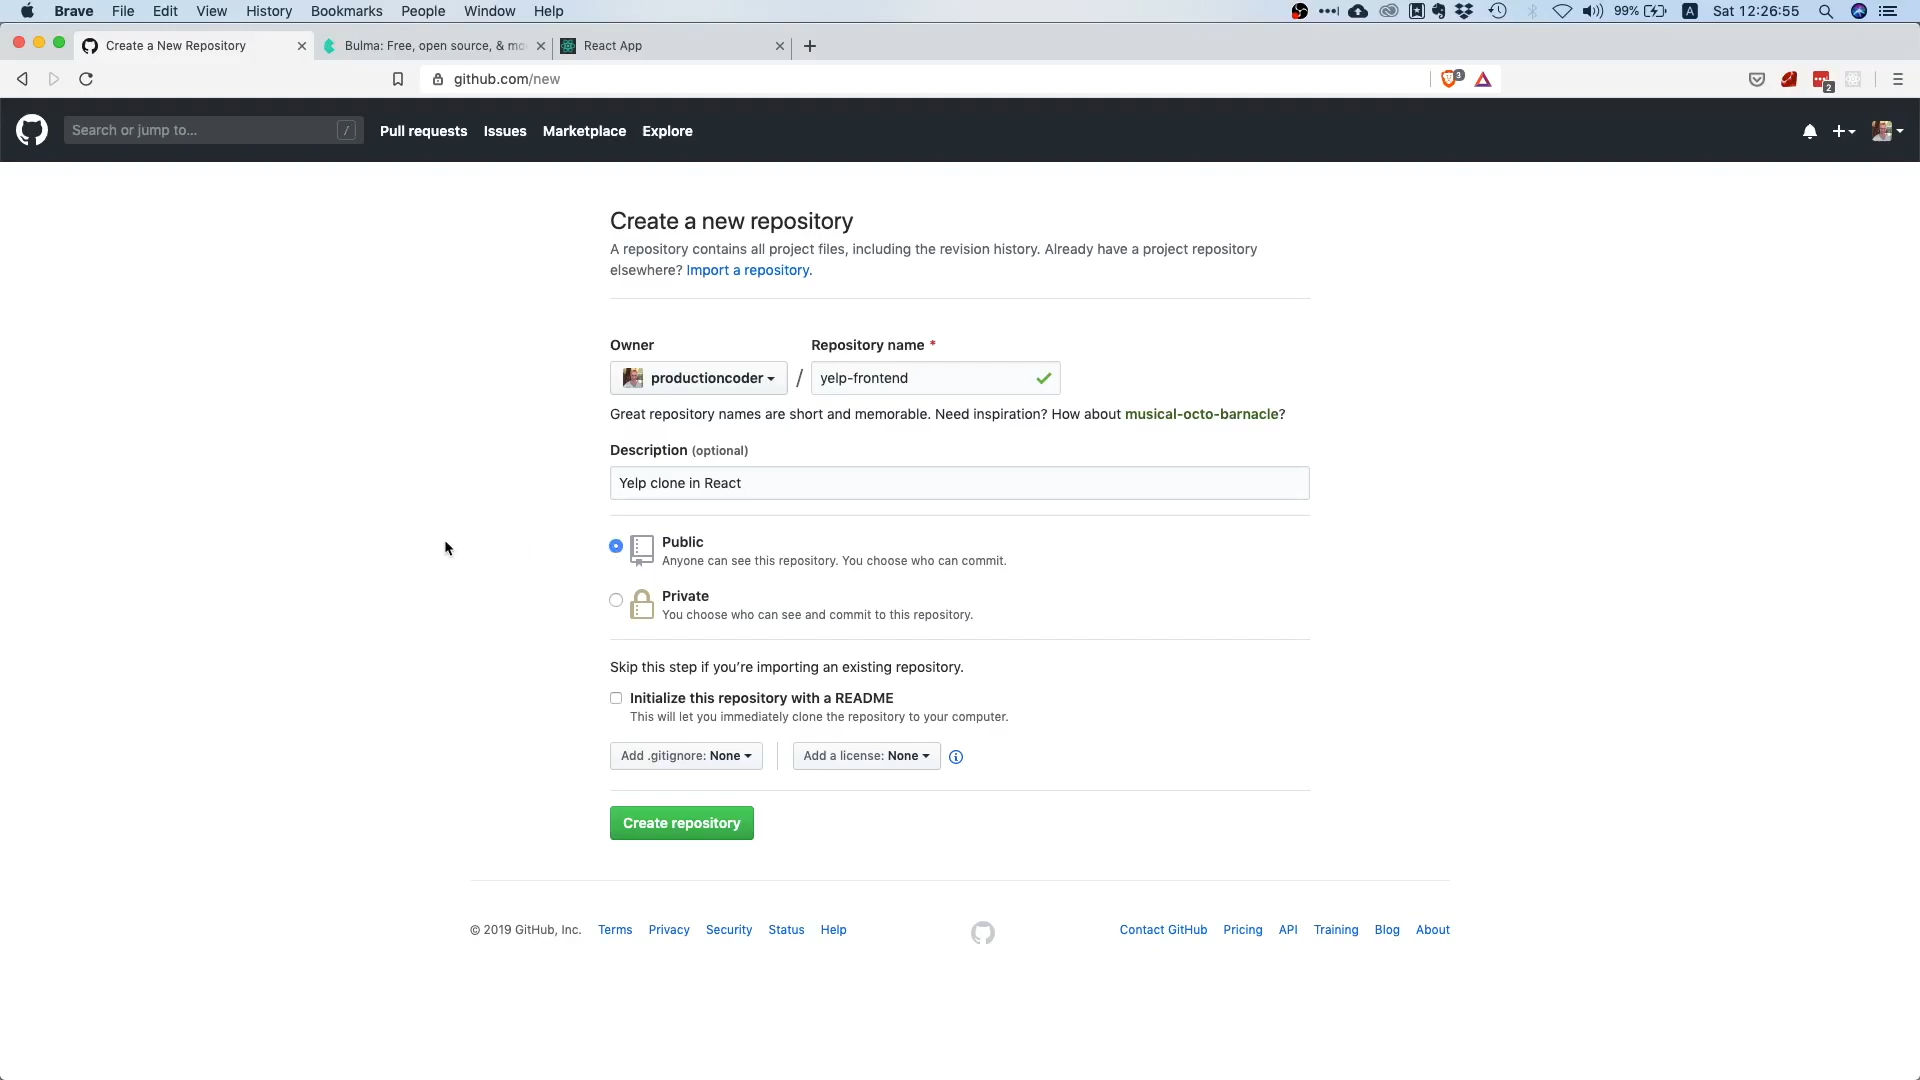 Brave File Edit View History Bookmarks People Window Help 99% A Sat 12:26:55
Create a New Repository Bulma: Free, open source, & mo React App
github.com/new 3 2
Search or jump to... / Pull requests Issues Marketplace Explore
Create a new repository
A repository contains all project files, including the revision history. Already have a project repository
elsewhere? Import a repository.
Owner Repository name *
productioncoder / yelp-frontend
Great repository names are short and memorable. Need inspiration? How about musical-octo-barnacle?
Description (optional)
Yelp clone in React
Public
Anyone can see this repository. You choose who can commit.
Private
You choose who can see and commit to this repository.
Skip this step if you’re importing an existing repository.
Initialize this repository with a README
This will let you immediately clone the repository to your computer.
Add .gitignore: None Add a license: None
Create repository
© 2019 GitHub, Inc. Terms Privacy Security Status Help Contact GitHub Pricing API Training Blog About